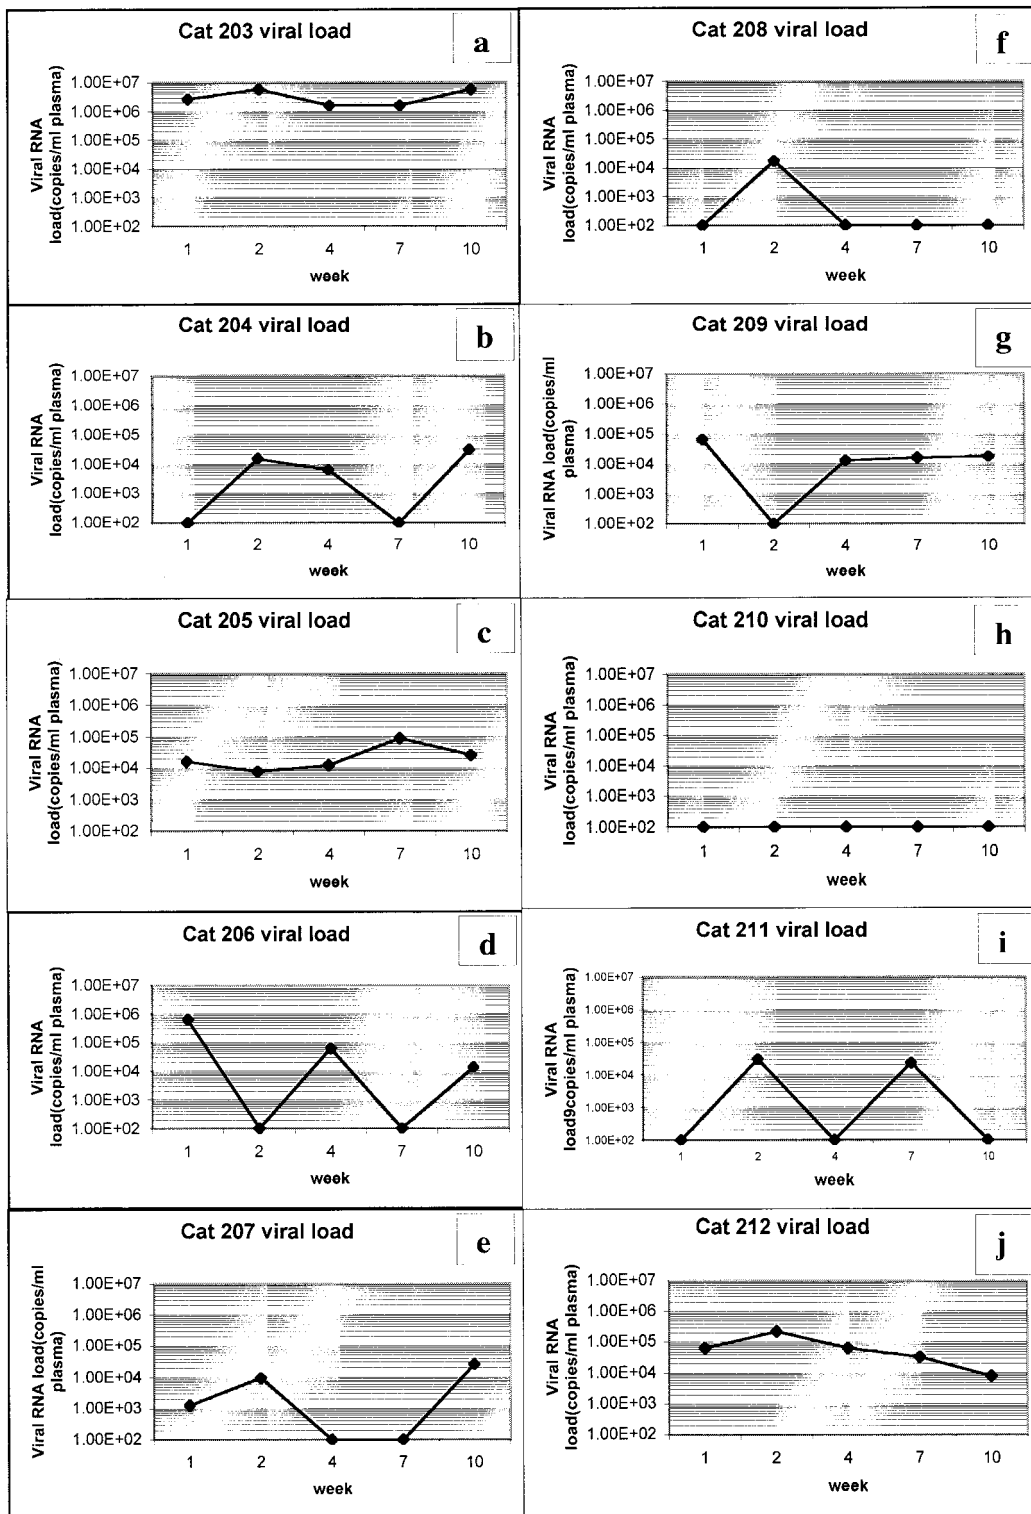 Cat 203 viral load
a
Viral RNA
load(copies/ml plasma)
1.00E+07
1.00E+06
1.00E+05
1.00E+04
1.00E+03
1.00E+02
1 2 4 7 10
week
Cat 204 viral load
b
Viral RNA
load(copies/ml plasma)
1.00E+07
1.00E+06
1.00E+05
1.00E+04
1.00E+03
1.00E+02
1 2 4 7 10
week
Cat 205 viral load
c
Viral RNA
load(copies/ml plasma)
1.00E+07
1.00E+06
1.00E+05
1.00E+04
1.00E+03
1.00E+02
1 2 4 7 10
week
Cat 206 viral load
d
Viral RNA
load(copies/ml plasma)
1.00E+07
1.00E+06
1.00E+05
1.00E+04
1.00E+03
1.00E+02
1 2 4 7 10
week
Cat 207 viral load
e
Viral RNA load(copies/ml
plasma)
1.00E+07
1.00E+06
1.00E+05
1.00E+04
1.00E+03
1.00E+02
1 2 4 7 10
week
Cat 208 viral load
f
Viral RNA
load(copies/ml plasma)
1.00E+07
1.00E+06
1.00E+05
1.00E+04
1.00E+03
1.00E+02
1 2 4 7 10
week
Cat 209 viral load
g
Viral RNA load(copies/ml
plasma)
1.00E+07
1.00E+06
1.00E+05
1.00E+04
1.00E+03
1.00E+02
1 2 4 7 10
week
Cat 210 viral load
h
Viral RNA
load(copies/ml plasma)
1.00E+07
1.00E+06
1.00E+05
1.00E+04
1.00E+03
1.00E+02
1 2 4 7 10
week
Cat 211 viral load
i
Viral RNA
load9copies/ml plasma)
1.00E+07
1.00E+06
1.00E+05
1.00E+04
1.00E+03
1.00E+02
1 2 4 7 10
week
Cat 212 viral load
j
Viral RNA
load(copies/ml plasma)
1.00E+07
1.00E+06
1.00E+05
1.00E+04
1.00E+03
1.00E+02
1 2 4 7 10
week